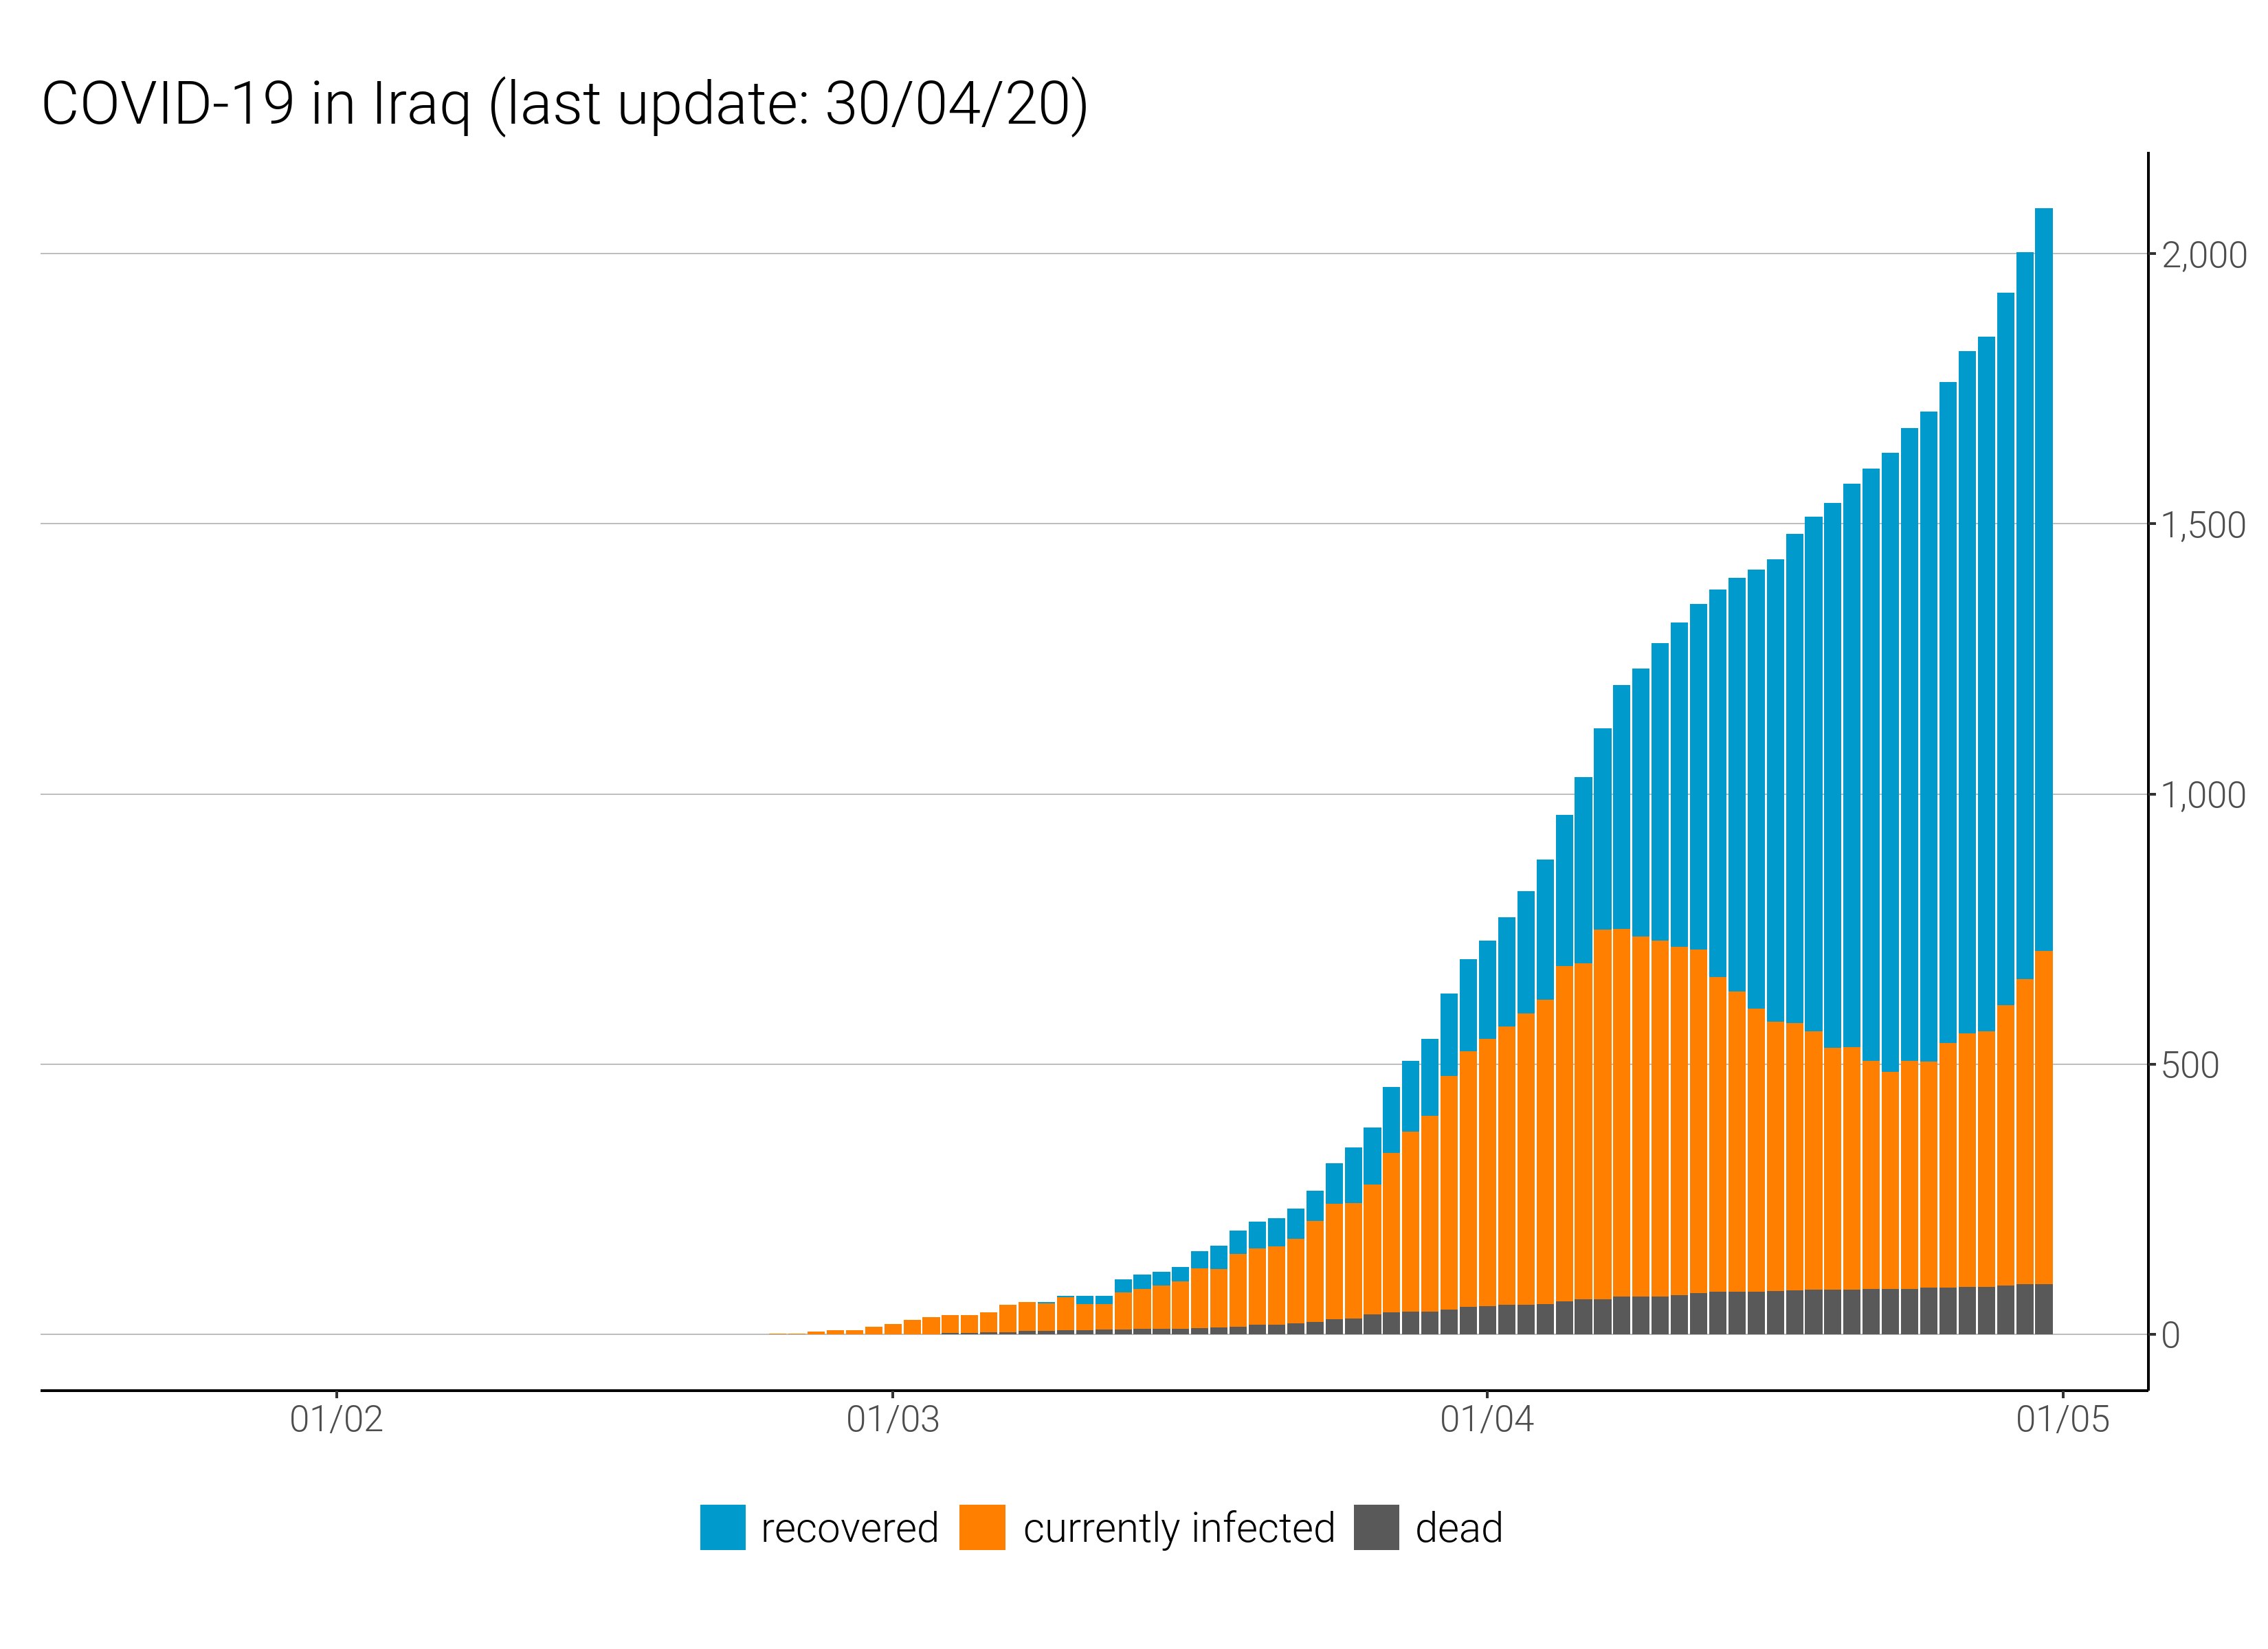 COVID-19 in Iraq (last update: 30/04/20)
2,000
1,500
1,000
500
0
01/02 01/03 01/04 01/05
recovered currently infected dead